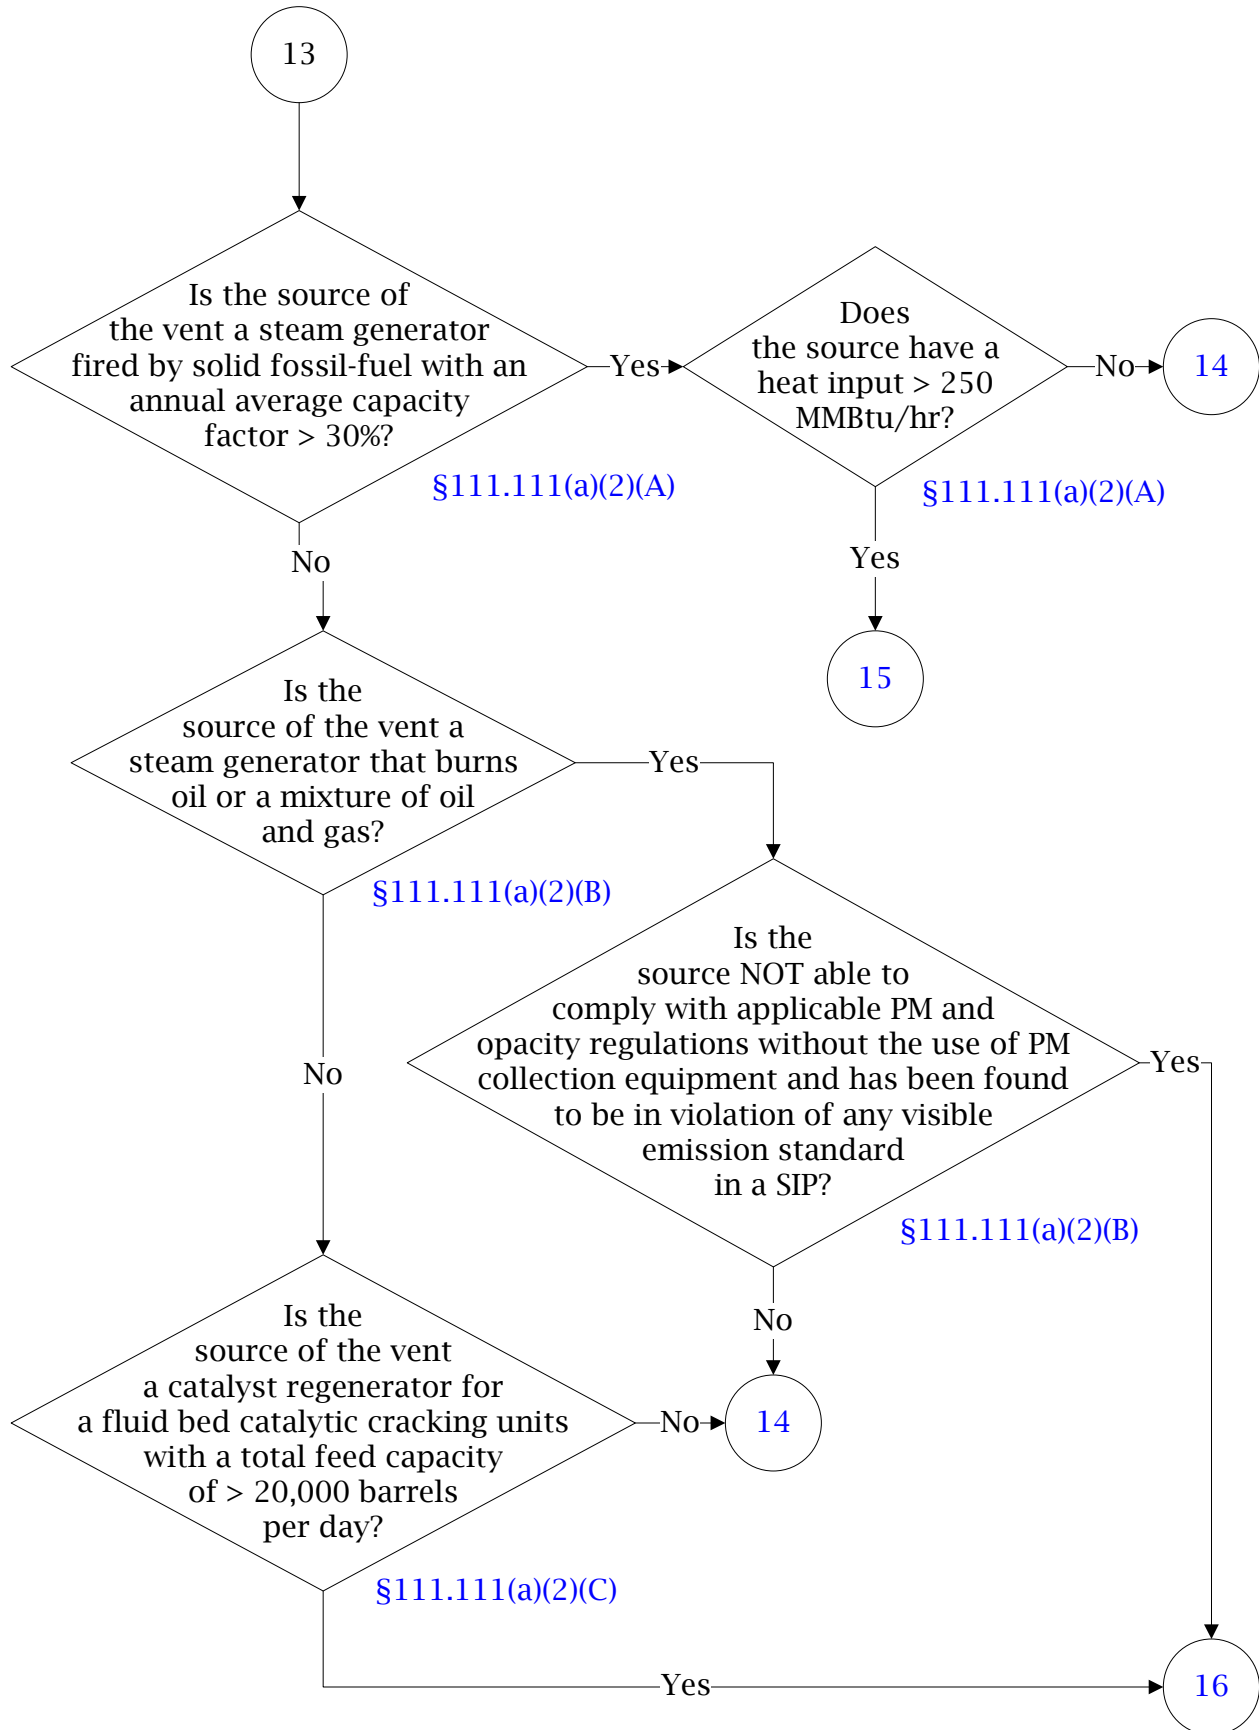 13
Is the source of
the vent a steam generator
fired by solid fossil-fuel with an
annual average capacity
factor > 30%?
§111.111(a)(2)(A)
Yes
Does
the source have a
heat input > 250
MMBtu/hr?
§111.111(a)(2)(A)
No
14
Yes
15
No
Is the
source of the vent a
steam generator that burns
oil or a mixture of oil
and gas?
§111.111(a)(2)(B)
Yes
Is the
source NOT able to
comply with applicable PM and
opacity regulations without the use of PM
collection equipment and has been found
to be in violation of any visible
emission standard
in a SIP?
§111.111(a)(2)(B)
Yes
No
No
Is the
source of the vent
a catalyst regenerator for
a fluid bed catalytic cracking units
with a total feed capacity
of > 20,000 barrels
per day?
§111.111(a)(2)(C)
No
14
Yes
16